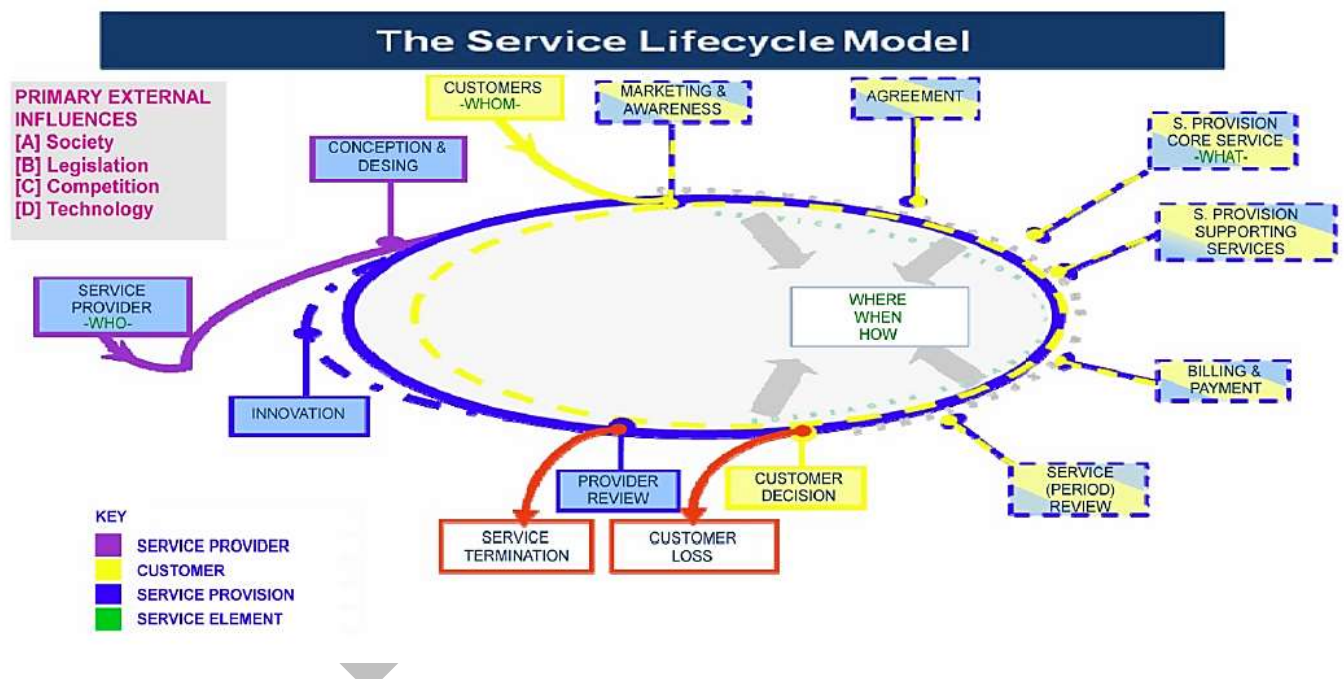 The Service Lifecycle Model
PRIMARY EXTERNAL
INFLUENCES
[A] Society
[B] Legislation
[C] Competition
[D] Technology
CUSTOMERS
-WHOM-
MARKETING &
AWARENESS
AGREEMENT
S. PROVISION
CORE SERVICE
-WHAT-
CONCEPTION &
DESING
S. PROVISION
SUPPORTING
SERVICES
SERVICE
PROVIDER
-WHO-
WHERE
WHEN
HOW
BILLING &
PAYMENT
INNOVATION
PROVIDER
REVIEW
CUSTOMER
DECISION
SERVICE
(PERIOD)
REVIEW
SERVICE
TERMINATION
CUSTOMER
LOSS
KEY
SERVICE PROVIDER
CUSTOMER
SERVICE PROVISION
SERVICE ELEMENT